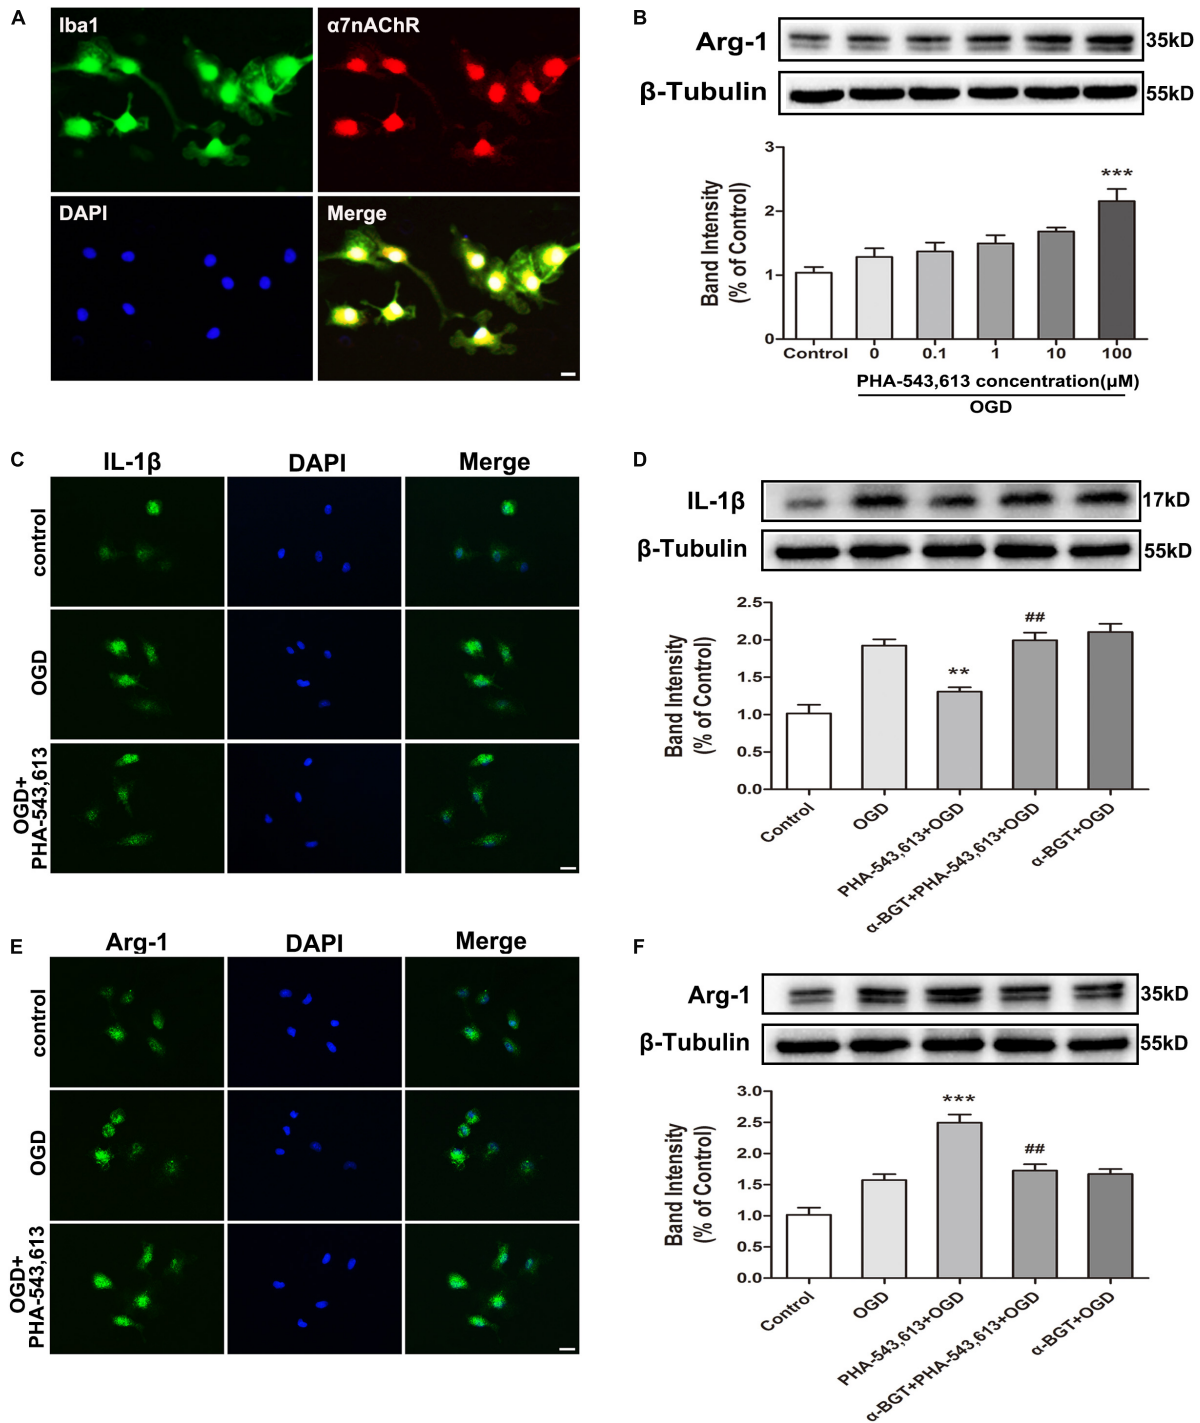 A
Iba1
α7nAChR
DAPI
Merge
B
Arg-1
35kD
β-Tubulin
55kD
3
2
1
0
Band Intensity
(% of Control)
***
Control
0
0.1
1
10
100
PHA-543,613 concentration(μM)
OGD
C
IL-1β
DAPI
Merge
control
OGD
OGD+
PHA-543,613
D
IL-1β
17kD
β-Tubulin
55kD
2.5
2.0
1.5
1.0
0.5
0.0
Band Intensity
(% of Control)
**
##
Control
OGD
PHA-543,613+OGD
α-BGT+PHA-543,613+OGD
α-BGT+OGD
E
Arg-1
DAPI
Merge
control
OGD
OGD+
PHA-543,613
F
Arg-1
35kD
β-Tubulin
55kD
3.0
2.5
2.0
1.5
1.0
0.5
0.0
Band Intensity
(% of Control)
***
##
Control
OGD
PHA-543,613+OGD
α-BGT+PHA-543,613+OGD
α-BGT+OGD